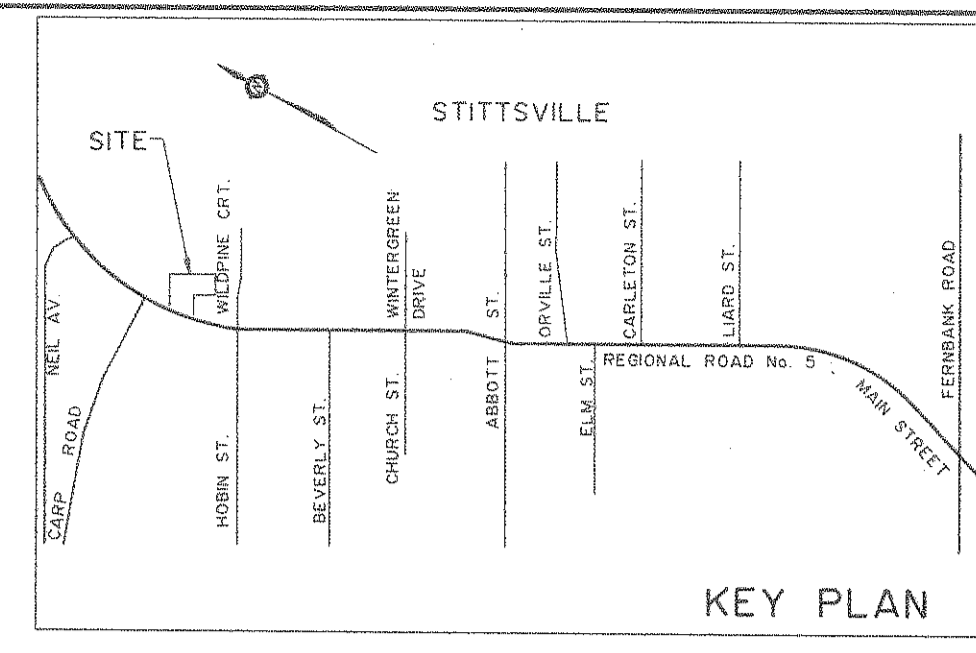 N
STITTSVILLE
SITE
WILDPINE CRT.
WINTERGREEN
DRIVE
ABBOTT ST.
ORVILLE ST.
CARLETON ST.
LIARD ST.
FERNBANK ROAD
NEIL AV.
CARP ROAD
HOBIN ST.
BEVERLY ST.
CHURCH ST.
ELM ST.
REGIONAL ROAD No. 5
MAIN STREET
KEY PLAN